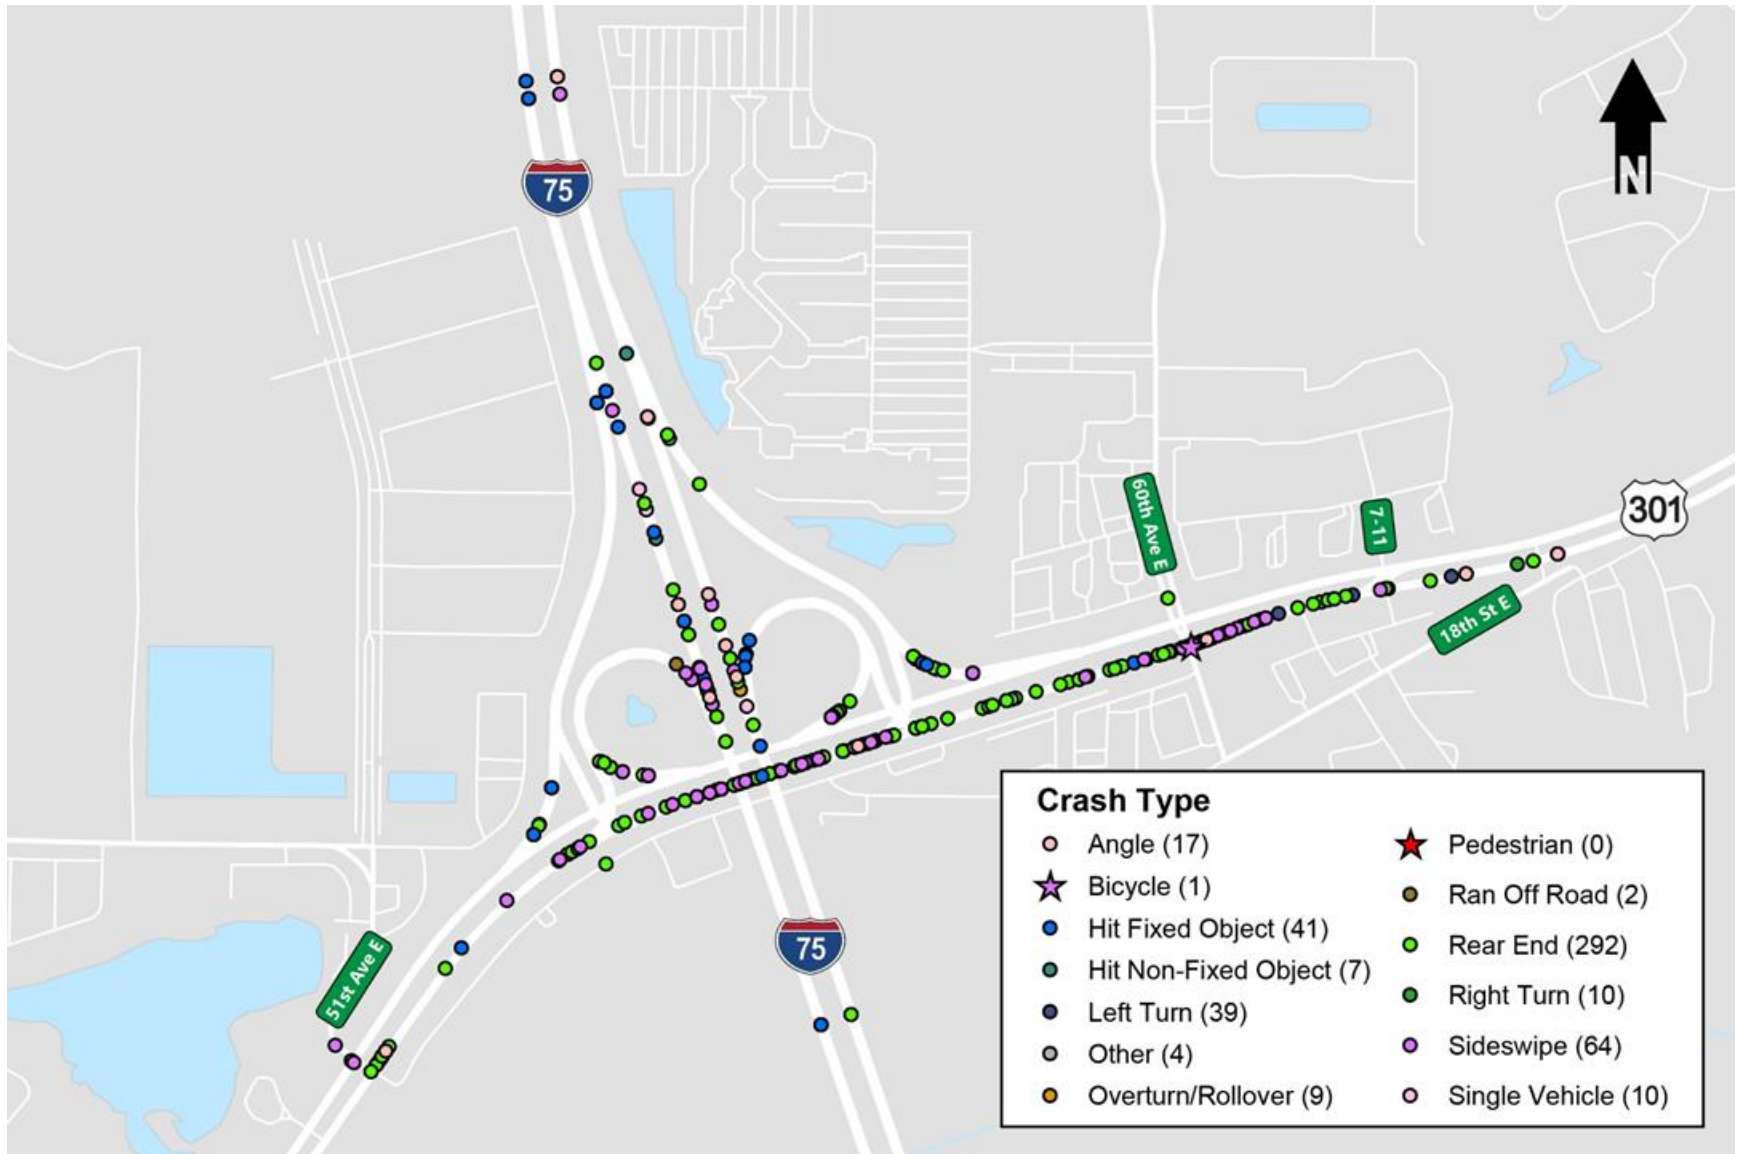 N
75
60th Ave E
7-11
301
18th St E
75
51st Ave E
Crash Type
Angle (17)
Bicycle (1)
Hit Fixed Object (41)
Hit Non-Fixed Object (7)
Left Turn (39)
Other (4)
Overturn/Rollover (9)
Pedestrian (0)
Ran Off Road (2)
Rear End (292)
Right Turn (10)
Sideswipe (64)
Single Vehicle (10)